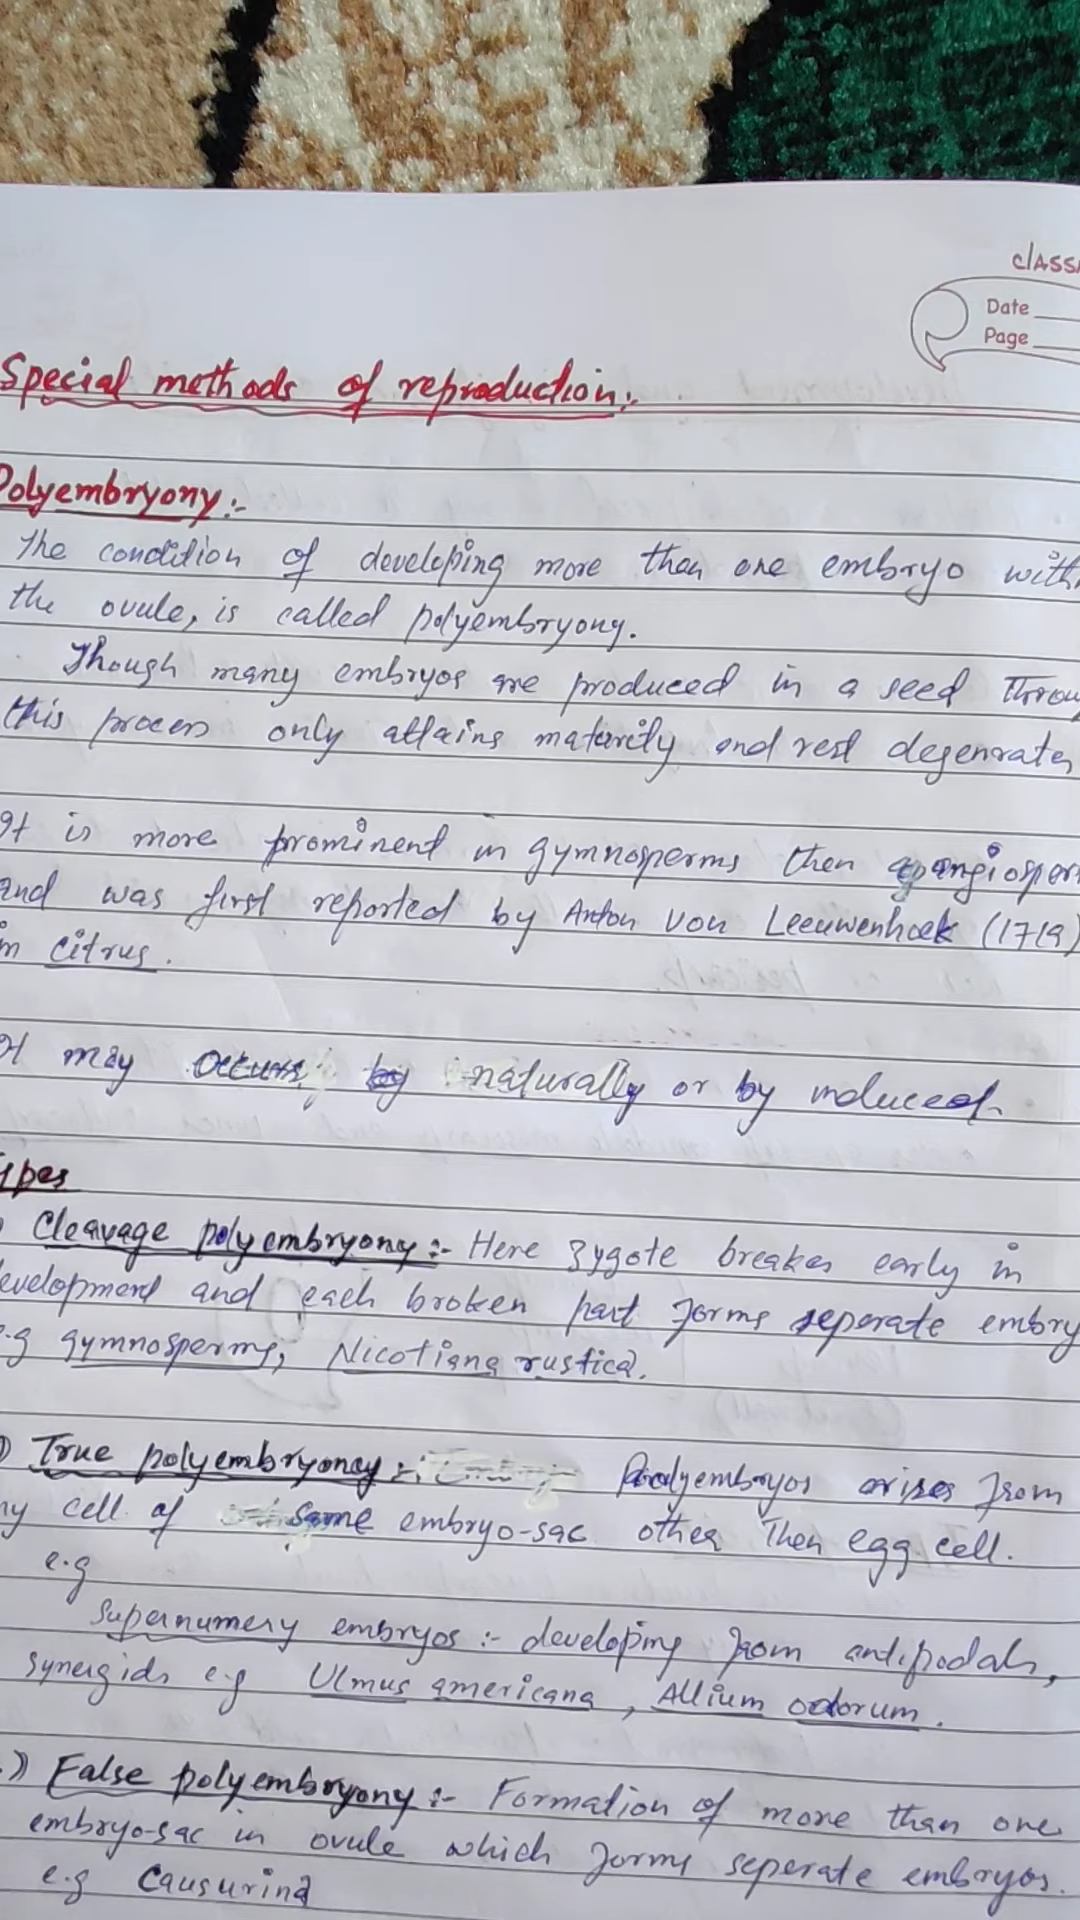 classm
Date
Page
Special methods of reproduction:-
Polyembryony:-
The condition of developing more than one embryo with
the ovule, is called polyembryony.
Though many embryos are produced in a seed Throu
this process only attains maturity and rest degenrates
It is more prominent in gymnosperms then angiosper
and was first reported by Anton von Leeuwenhoek (1719)
in citrus.
It may occurs by naturally or by induced.
Types
Cleavage polyembryony:- Here zygote breakes early in
evelopment and each broken part forms seperate embry
e.g gymnosperms, Nicotiana rustica.
) True polyembryoney:- Poolyembryos arises from
ny cell of same embryo-sac other then egg cell.
e.g
Supernumery embryos :- developing from antipodals,
synergids e.g Ulmus americana, Allium odorum.
.) False polyembryony:- Formation of more than one
embryo-sac in ovule which forms seperate embryos.
e.g Causurina